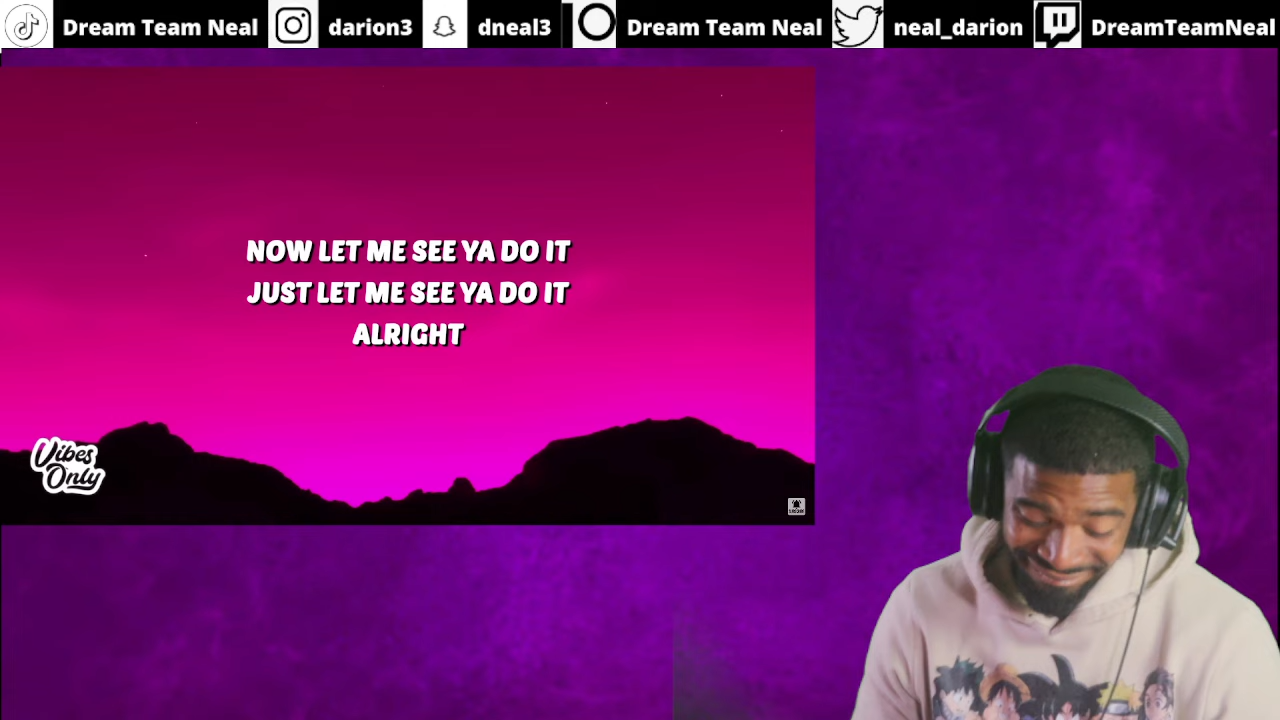 Dream Team Neal darion3 dneal3 Dream Team Neal neal_darion DreamTeamNeal
NOW LET ME SEE YA DO IT
JUST LET ME SEE YA DO IT
ALRIGHT
Vibes
Only